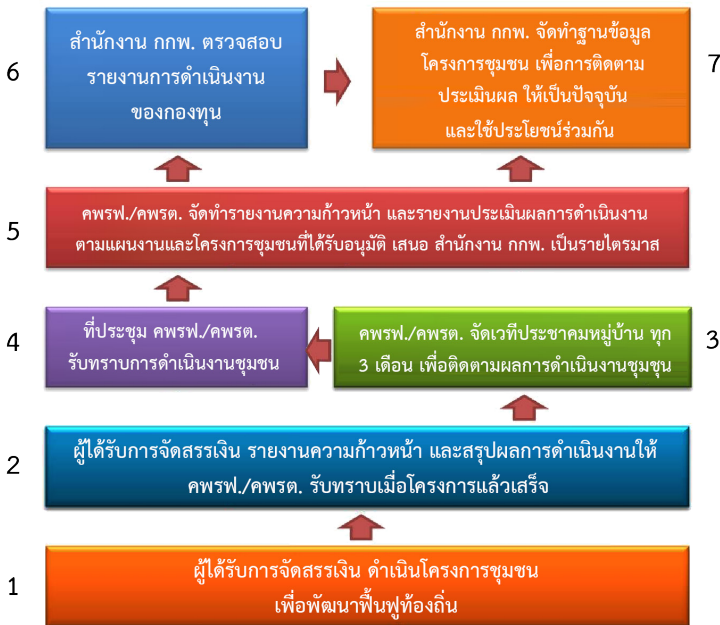 6
สำนักงาน กกพ. ตรวจสอบ
รายงานการดำเนินงาน
ของกองทุน
สำนักงาน กกพ. จัดทำฐานข้อมูล
โครงการชุมชน เพื่อการติดตาม
ประเมินผล ให้เป็นปัจจุบัน
และใช้ประโยชน์ร่วมกัน
7
5
คพรฟ./คพรต. จัดทำรายงานความก้าวหน้า และรายงานประเมินผลการดำเนินงาน
ตามแผนงานและโครงการชุมชนที่ได้รับอนุมัติ เสนอ สำนักงาน กกพ. เป็นรายไตรมาส
4
ที่ประชุม คพรฟ./คพรต.
รับทราบการดำเนินงานชุมชน
คพรฟ./คพรต. จัดเวทีประชาคมหมู่บ้าน ทุก
3 เดือน เพื่อติดตามผลการดำเนินงานชุมชุน
3
2
ผู้ได้รับการจัดสรรเงิน รายงานความก้าวหน้า และสรุปผลการดำเนินงานให้
คพรฟ./คพรต. รับทราบเมื่อโครงการแล้วเสร็จ
1
ผู้ได้รับการจัดสรรเงิน ดำเนินโครงการชุมชน
เพื่อพัฒนาฟื้นฟูท้องถิ่น